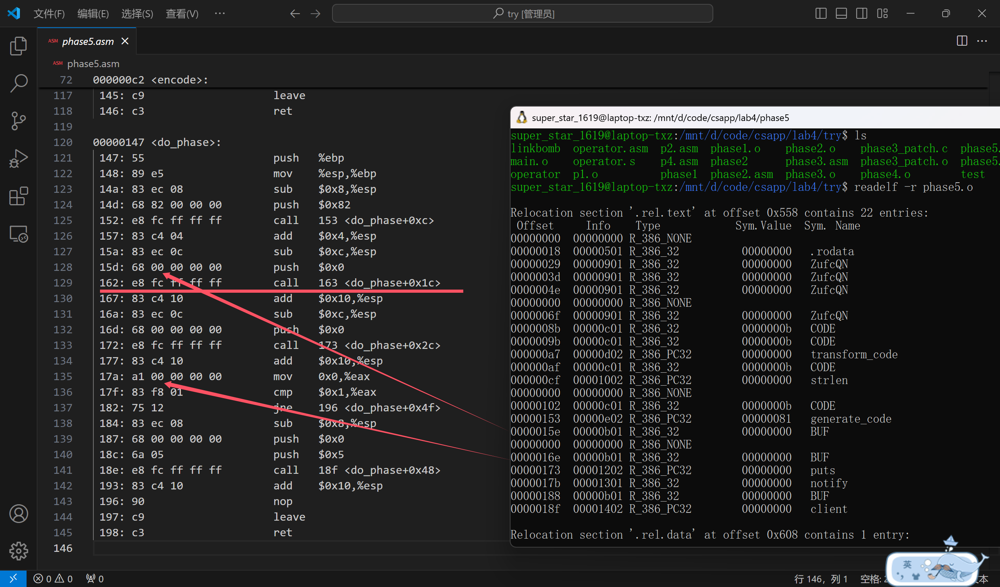 文件(F) 编辑(E) 选择(S) 查看(V) ··· try [管理员]
ASM phase5.asm
ASM phase5.asm
72 000000c2 <encode>:
117 145: c9 leave
118 146: c3 ret
119
120 00000147 <do_phase>:
121 147: 55 push %ebp
122 148: 89 e5 mov %esp,%ebp
123 14a: 83 ec 08 sub $0x8,%esp
124 14d: 68 82 00 00 00 push $0x82
125 152: e8 fc ff ff ff call 153 <do_phase+0xc>
126 157: 83 c4 04 add $0x4,%esp
127 15a: 83 ec 0c sub $0xc,%esp
128 15d: 68 00 00 00 00 push $0x0
129 162: e8 fc ff ff ff call 163 <do_phase+0x1c>
130 167: 83 c4 10 add $0x10,%esp
131 16a: 83 ec 0c sub $0xc,%esp
132 16d: 68 00 00 00 00 push $0x0
133 172: e8 fc ff ff ff call 173 <do_phase+0x2c>
134 177: 83 c4 10 add $0x10,%esp
135 17a: a1 00 00 00 00 mov 0x0,%eax
136 17f: 83 f8 01 cmp $0x1,%eax
137 182: 75 12 jne 196 <do_phase+0x4f>
138 184: 83 ec 08 sub $0x8,%esp
139 187: 68 00 00 00 00 push $0x0
140 18c: 6a 05 push $0x5
141 18e: e8 fc ff ff ff call 18f <do_phase+0x48>
142 193: 83 c4 10 add $0x10,%esp
143 196: 90 nop
144 197: c9 leave
145 198: c3 ret
146
super_star_1619@laptop-txz: /mnt/d/code/csapp/lab4/phase5
super_star_1619@laptop-txz:/mnt/d/code/csapp/lab4/try$ ls
linkbomb operator.asm p2.asm phase1.o phase2.o phase3_patch.c phase5.
main.o operator.s p4.asm phase2 phase3.asm phase3_patch.o phase5.
operator p1.o phase1 phase2.asm phase3.o phase4.o test
super_star_1619@laptop-txz:/mnt/d/code/csapp/lab4/try$ readelf -r phase5.o
Relocation section '.rel.text' at offset 0x558 contains 22 entries:
Offset Info Type Sym.Value Sym. Name
00000000 00000000 R_386_NONE
00000018 00000501 R_386_32 00000000 .rodata
00000029 00000901 R_386_32 00000000 ZufcQN
0000003d 00000901 R_386_32 00000000 ZufcQN
0000004e 00000901 R_386_32 00000000 ZufcQN
00000000 00000000 R_386_NONE
0000006f 00000901 R_386_32 00000000 ZufcQN
0000008b 00000c01 R_386_32 0000000b CODE
0000009b 00000c01 R_386_32 0000000b CODE
000000a7 00000d02 R_386_PC32 00000000 transform_code
000000af 00000c01 R_386_32 0000000b CODE
000000cf 00001002 R_386_PC32 00000000 strlen
00000000 00000000 R_386_NONE
00000102 00000c01 R_386_32 0000000b CODE
00000153 00000e02 R_386_PC32 00000081 generate_code
0000015e 00000b01 R_386_32 00000000 BUF
00000000 00000000 R_386_NONE
0000016e 00000b01 R_386_32 00000000 BUF
00000173 00001202 R_386_PC32 00000000 puts
0000017b 00001301 R_386_32 00000000 notify
00000188 00000b01 R_386_32 00000000 BUF
0000018f 00001402 R_386_PC32 00000000 client
Relocation section '.rel.data' at offset 0x608 contains 1 entry:
英
0 0 0 行 146，列 1 空格: 2 本